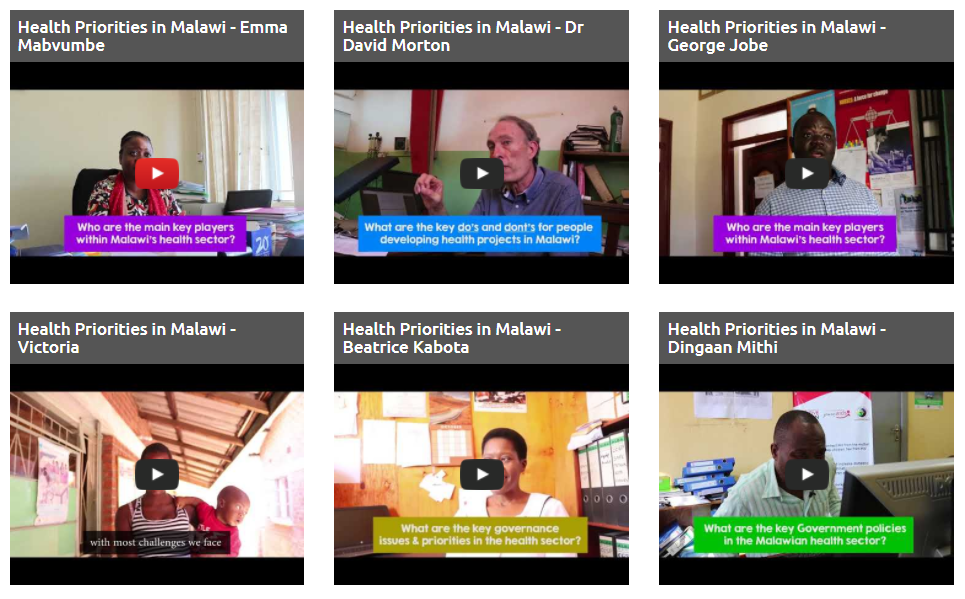 Health Priorities in Malawi - Emma
Mabvumbe
Health Priorities in Malawi - Dr
David Morton
Health Priorities in Malawi -
George Jobe
Who are the main key players
within Malawi's health sector?
20
What are the key do's and dont's for people
developing health projects in Malawi?
Who are the main key players
within Malawi's health sector?
Health Priorities in Malawi -
Victoria
Health Priorities in Malawi -
Beatrice Kabota
Health Priorities in Malawi -
Dingaan Mithi
with most challenges we face
What are the key governance
issues & priorities in the health sector?
What are the key Government policies
in the Malawian health sector?